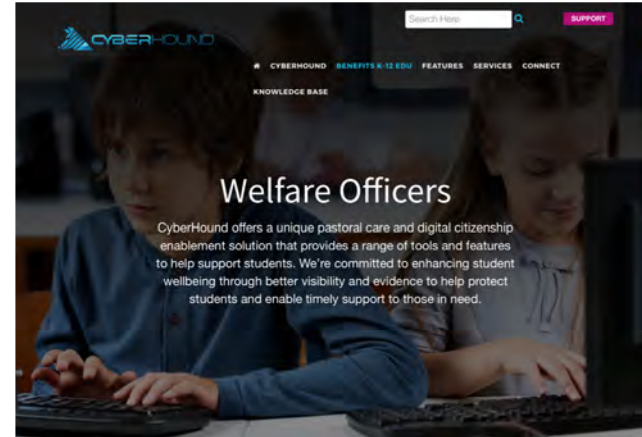 Search Here
SUPPORT
CYBERHOUND
CYBERHOUND BENEFITS K-12 EDU FEATURES SERVICES CONNECT
KNOWLEDGE BASE
Welfare Officers
CyberHound offers a unique pastoral care and digital citizenship
enablement solution that provides a range of tools and features
to help support students. We're committed to enhancing student
wellbeing through better visibility and evidence to help protect
students and enable timely support to those in need.